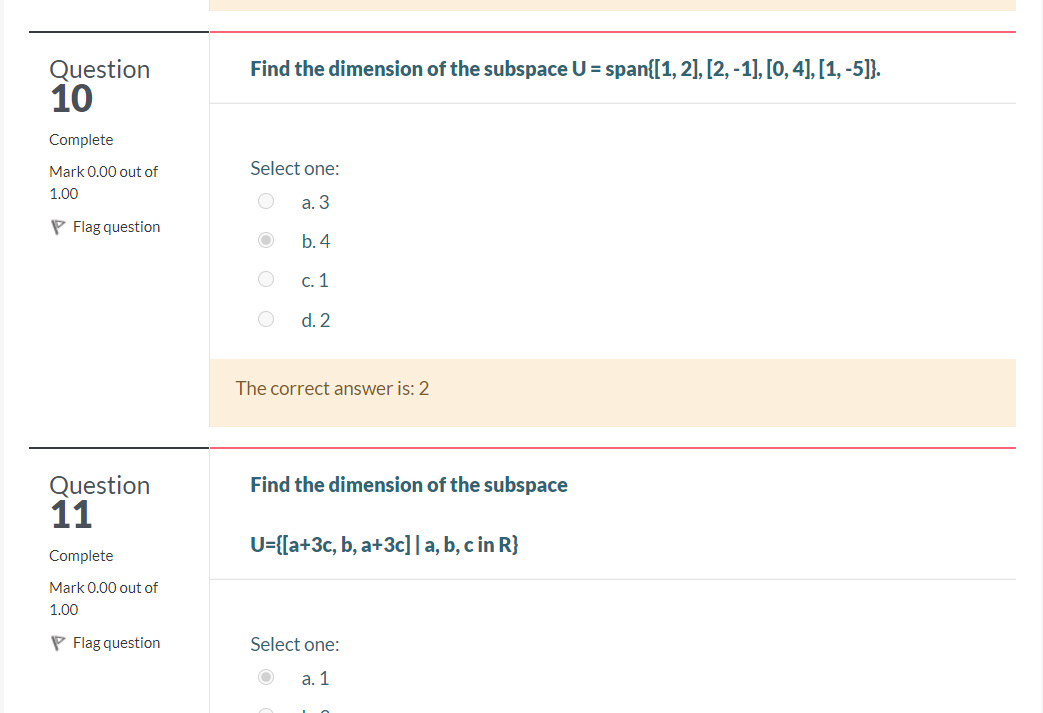 Question
10
Complete
Mark 0.00 out of
1.00
Flag question
Find the dimension of the subspace U = span{[1, 2], [2, -1], [0, 4], [1, -5]}.
Select one:
a. 3
b. 4
c. 1
d. 2
The correct answer is: 2
Question
11
Complete
Mark 0.00 out of
1.00
Flag question
Find the dimension of the subspace
U={[a+3c, b, a+3c] | a, b, c in R}
Select one:
a. 1